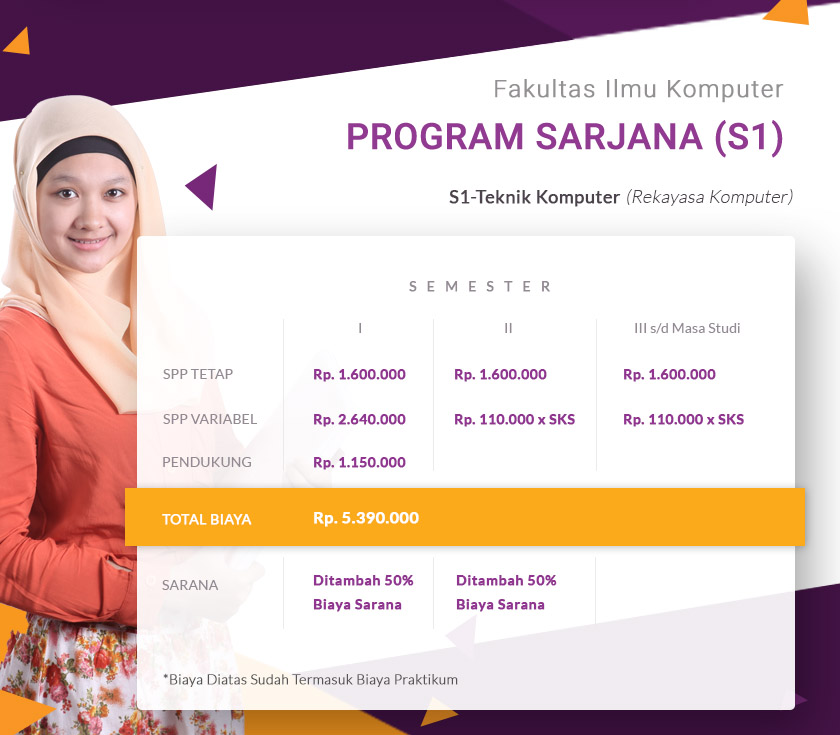 Fakultas Ilmu Komputer
PROGRAM SARJANA (S1)
S1-Teknik Komputer (Rekayasa Komputer)
SEMESTER
I II III s/d Masa Studi
SPP TETAP Rp. 1.600.000 Rp. 1.600.000 Rp. 1.600.000
SPP VARIABEL Rp. 2.640.000 Rp. 110.000 x SKS Rp. 110.000 x SKS
PENDUKUNG Rp. 1.150.000
TOTAL BIAYA Rp. 5.390.000
SARANA Ditambah 50% Biaya Sarana Ditambah 50% Biaya Sarana
*Biaya Diatas Sudah Termasuk Biaya Praktikum